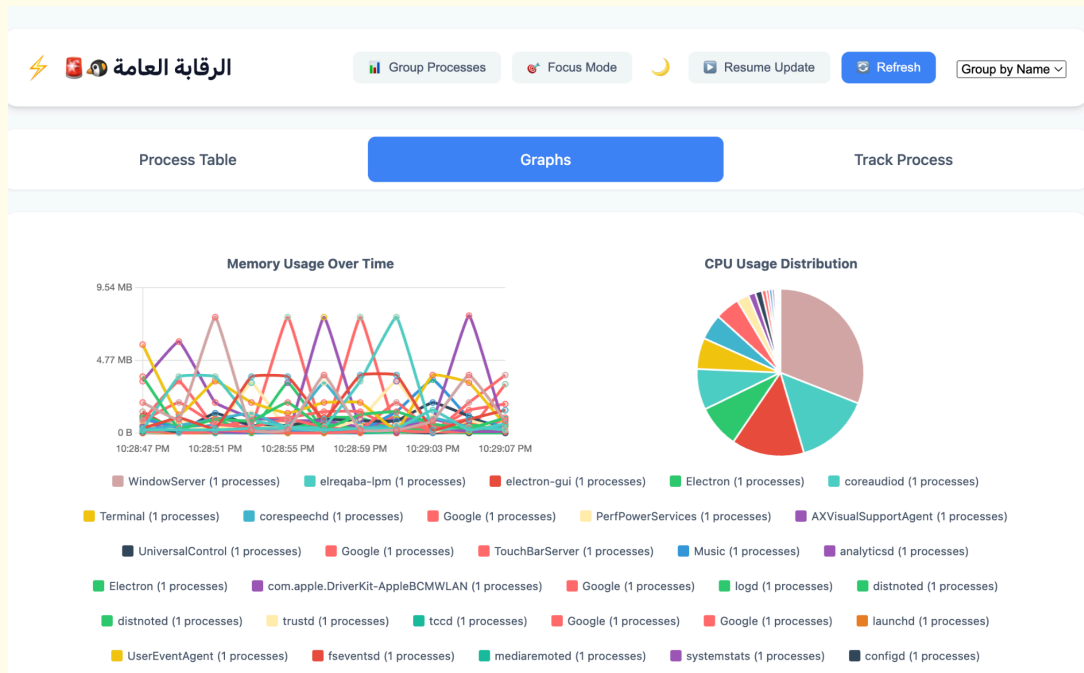 الرقابة العامة
Group Processes
Focus Mode
Resume Update
Refresh
Group by Name
Process Table
Graphs
Track Process
Memory Usage Over Time
9.54 MB
4.77 MB
0 B
10:28:47 PM 10:28:51 PM 10:28:55 PM 10:28:59 PM 10:29:03 PM 10:29:07 PM
CPU Usage Distribution
WindowServer (1 processes) elreqaba-lpm (1 processes) electron-gui (1 processes) Electron (1 processes) coreaudiod (1 processes)
Terminal (1 processes) corespeechd (1 processes) Google (1 processes) PerfPowerServices (1 processes) AXVisualSupportAgent (1 processes)
UniversalControl (1 processes) Google (1 processes) TouchBarServer (1 processes) Music (1 processes) analyticsd (1 processes)
Electron (1 processes) com.apple.DriverKit-AppleBCMWLAN (1 processes) Google (1 processes) logd (1 processes) distnoted (1 processes)
distnoted (1 processes) trustd (1 processes) tccd (1 processes) Google (1 processes) Google (1 processes) launchd (1 processes)
UserEventAgent (1 processes) fseventsd (1 processes) mediaremoted (1 processes) systemstats (1 processes) configd (1 processes)